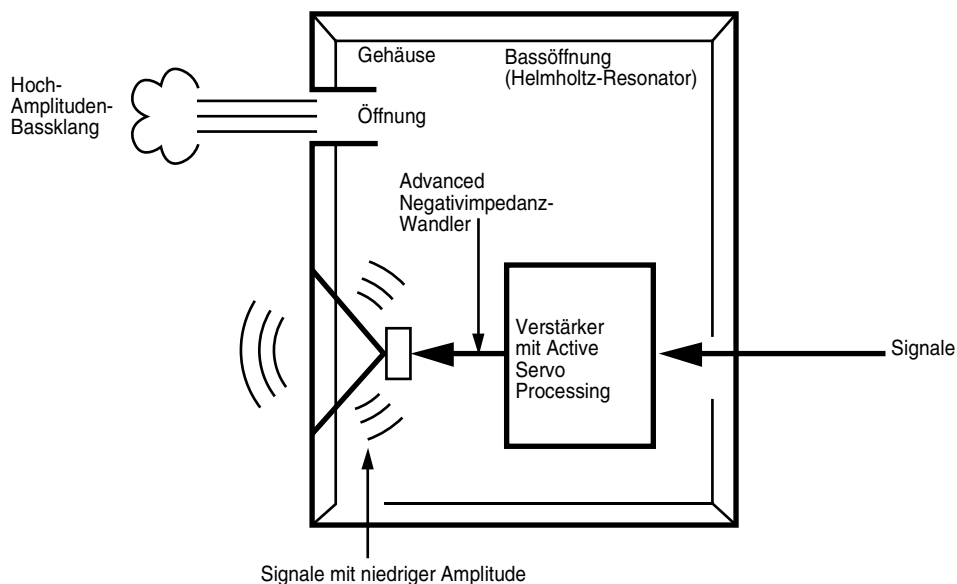 Gehäuse
Bassöffnung
(Helmholtz-Resonator)
Hoch-
Amplituden-
Bassklang
Öffnung
Advanced
Negativimpedanz-
Wandler
Verstärker
mit Active
Servo
Processing
Signale
Signale mit niedriger Amplitude